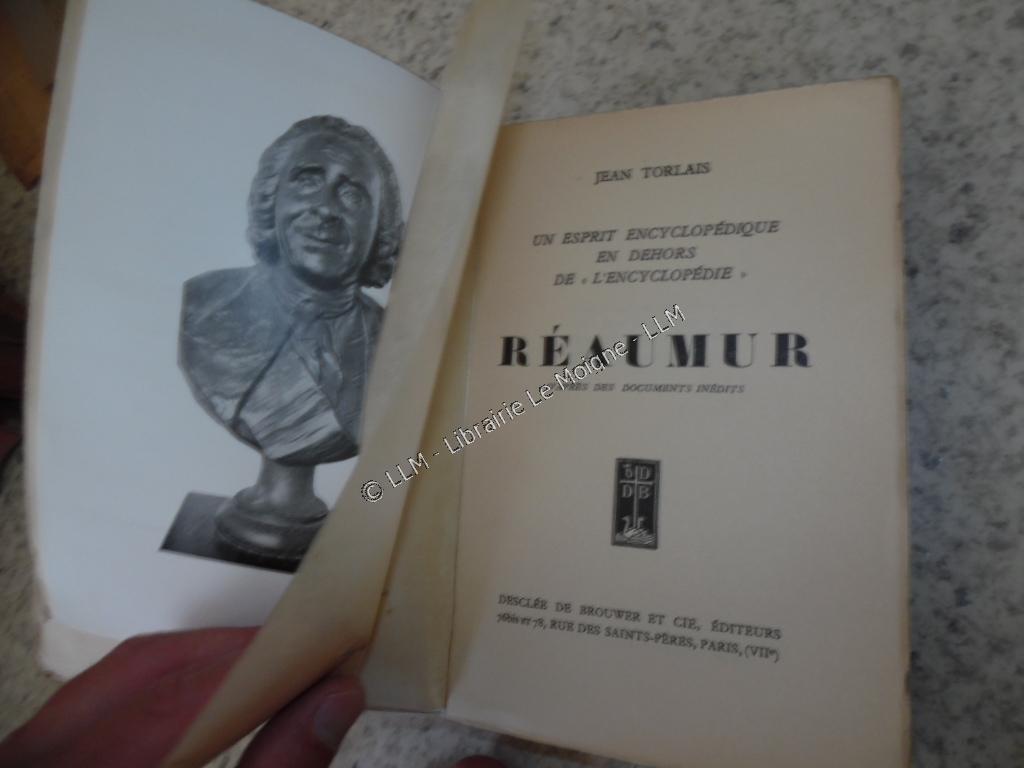 JEAN TORLAIS
UN ESPRIT ENCYCLOPÉDIQUE
EN DEHORS
DE « L'ENCYCLOPÉDIE »
RÉAUMUR
DES DOCUMENTS INÉDITS
© LLM - Librairie Le Moigne - LLM
DDB
DESCLÉE DE BROUWER ET CIE, ÉDITEURS
76bis et 78, RUE DES SAINTS-PÈRES, PARIS, (VIIe)